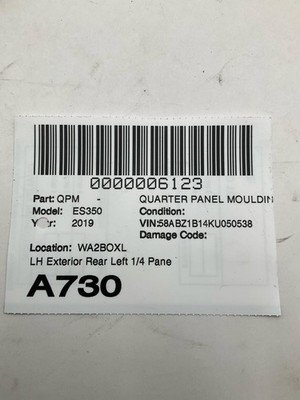 0000006123
Part: QPM - QUARTER PANEL MOULDIN
Model: ES350 Condition:
Year: 2019 VIN:58ABZ1B14KU050538
Damage Code:
Location: WA2BOXL
LH Exterior Rear Left 1/4 Pane
A730